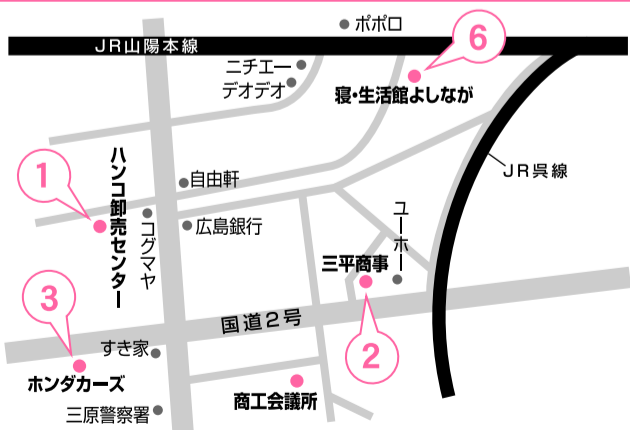 ポポロ
6
JR山陽本線
ニチエー
デオデオ
寝・生活館よしなが
1
ハンコ卸売センター
自由軒
JR呉線
コグマヤ
広島銀行
ユーホー
三平商事
3
国道2号
2
すき家
ホンダカーズ
商工会議所
三原警察署